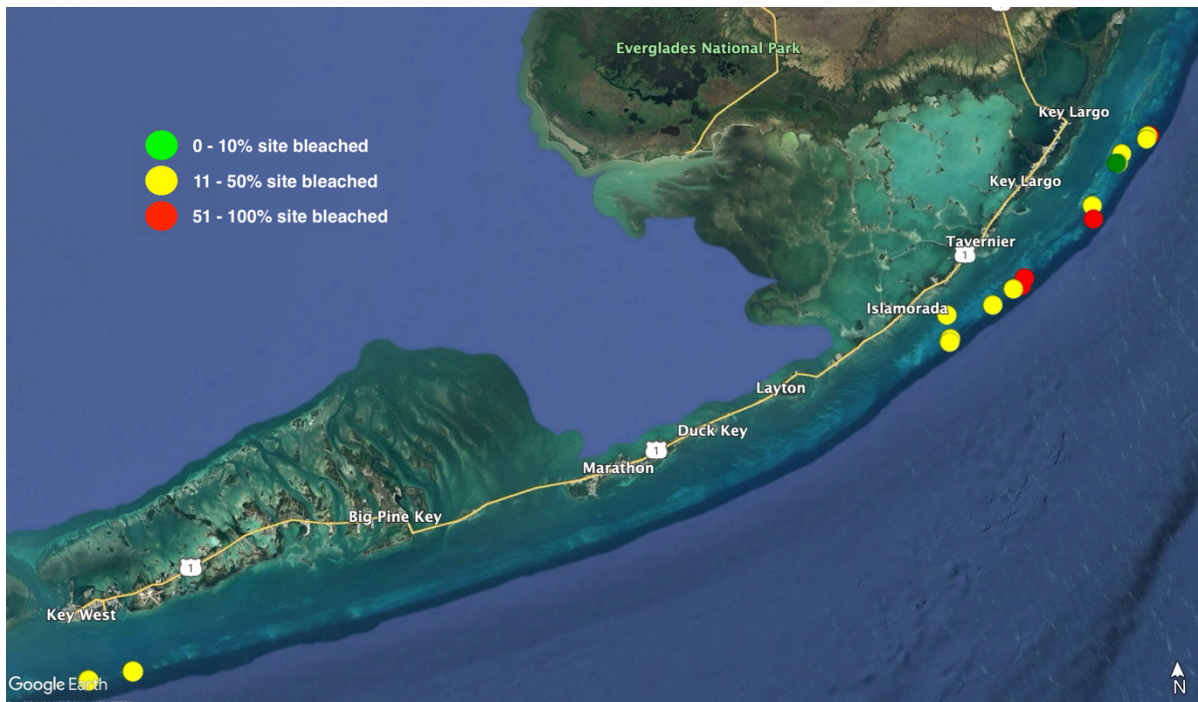 Everglades National Park
Key Largo
0 - 10% site bleached
11 - 50% site bleached
Key Largo
51 - 100% site bleached
Tavernier
1
Islamorada
Layton
Duck Key
1
Marathon
Big Pine Key
1
Key West
Google Earth
N